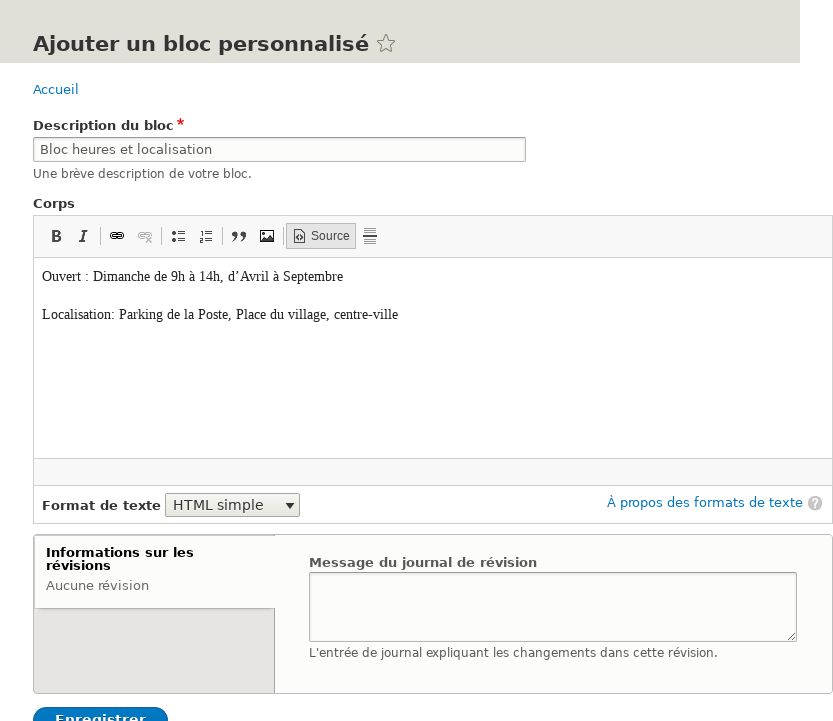 Ajouter un bloc personnalisé
Accueil
Description du bloc*
Bloc heures et localisation
Une brève description de votre bloc.
Corps
B I Source
Ouvert : Dimanche de 9h à 14h, d’Avril à Septembre
Localisation: Parking de la Poste, Place du village, centre-ville
Format de texte HTML simple À propos des formats de texte ?
Informations sur les
révisions
Aucune révision
Message du journal de révision
L'entrée de journal expliquant les changements dans cette révision.
Enregistrer